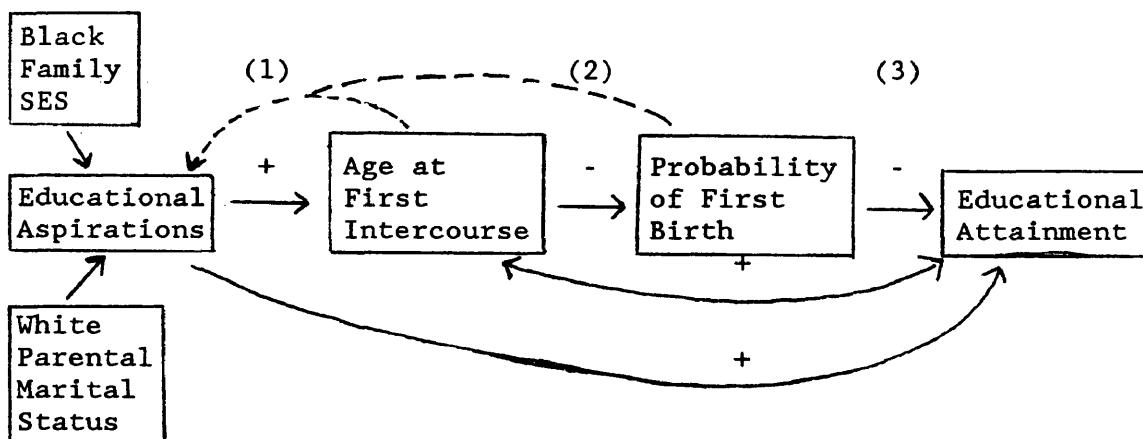 Black
Family
SES
(1)
(2)
(3)
Educational
Aspirations
+
Age at
First
Intercourse
-
Probability
of First
Birth
-
Educational
Attainment
+
+
White
Parental
Marital
Status